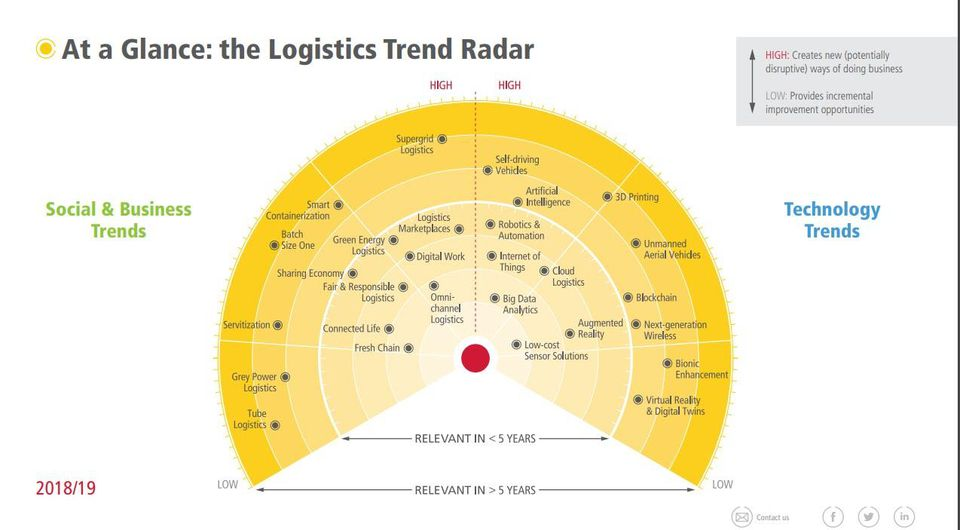 At a Glance: the Logistics Trend Radar
HIGH: Creates new (potentially
disruptive) ways of doing business
LOW: Provides incremental
improvement opportunities
HIGH
HIGH
Social & Business
Trends
Technology
Trends
Supergrid
Logistics
Smart
Containerization
Batch
Size One
Logistics
Marketplaces
Green Energy
Logistics
Digital Work
Sharing Economy
Fair & Responsible
Logistics
Omni-
channel
Logistics
Servitization
Connected Life
Fresh Chain
Grey Power
Logistics
Tube
Logistics
Self-driving
Vehicles
Artificial
Intelligence
3D Printing
Robotics &
Automation
Unmanned
Aerial Vehicles
Internet of
Things
Cloud
Logistics
Big Data
Analytics
Blockchain
Augmented
Reality
Next-generation
Wireless
Low-cost
Sensor Solutions
Bionic
Enhancement
Virtual Reality
& Digital Twins
RELEVANT IN < 5 YEARS
LOW
RELEVANT IN > 5 YEARS
LOW
2018/19
Contact us
f
in